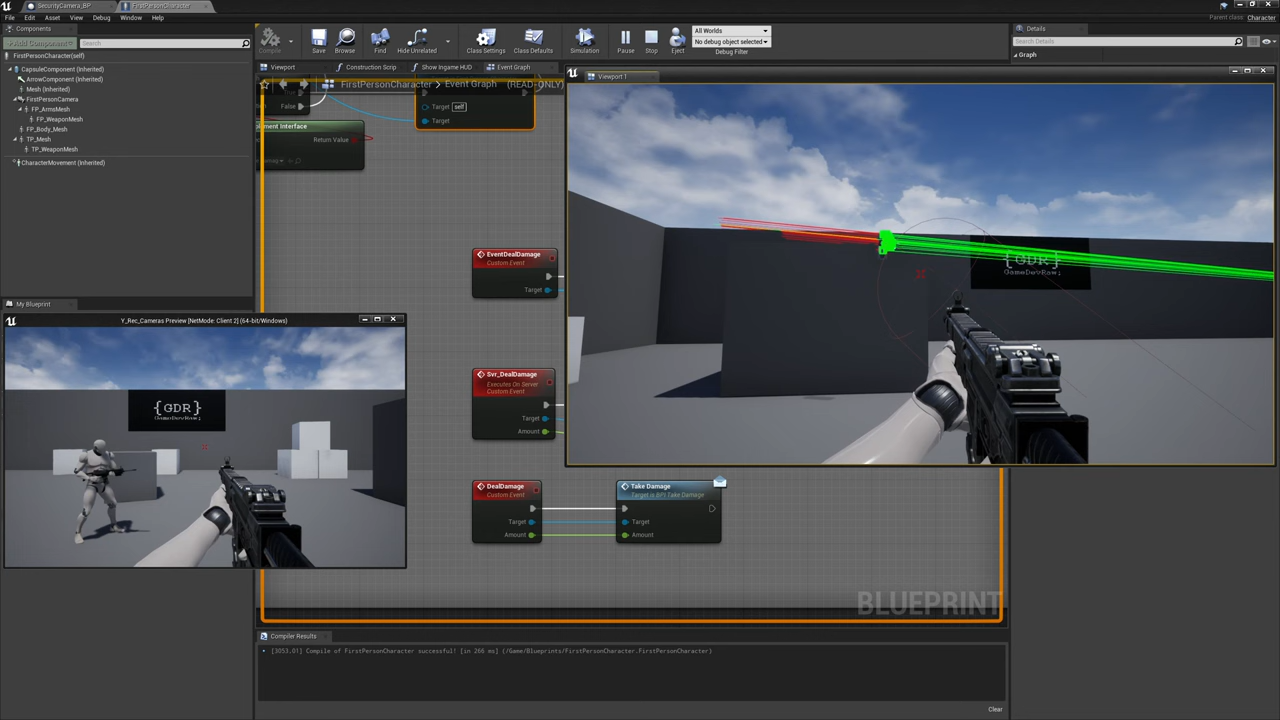 SecurityCamera_BP
FirstPersonCharacter
File
Edit
Asset
View
Debug
Window
Help
Parent class: Character
Components
Details
+Add Component
Search
Search Details
FirstPersonCharacter(self)
Graph
CapsuleComponent (Inherited)
ArrowComponent (Inherited)
Mesh (Inherited)
FirstPersonCamera
FP_ArmsMesh
FP_WeaponMesh
FP_Body_Mesh
TP_Mesh
TP_WeaponMesh
CharacterMovement (Inherited)
Compile
Save
Browse
Find
Hide Unrelated
Class Settings
Class Defaults
Simulation
Pause
Stop
Eject
All Worlds
No debug object selected
Debug Filter
Viewport
Construction Script
Show Ingame HUD
Event Graph
FirstPersonCharacter > Event Graph
(READ-ONLY)
Viewport 1
False
Target
self
Target
Return Value
EventDealDamage
Custom Event
Target
Svr_DealDamage
Executes On Server
Custom Event
Target
Amount
DealDamage
Custom Event
Target
Amount
Take Damage
Target is BPI Take Damage
Target
Amount
BLUEPRINT
{GDR}
GameDevRaw;
My Blueprint
Y_Rec_Cameras Preview [NetMode: Client 2] (64-bit/Windows)
{GDR}
GameDevRaw;
Compiler Results
[3053.01] Compile of FirstPersonCharacter successful! [in 266 ms] (/Game/Blueprints/FirstPersonCharacter.FirstPersonCharacter)
Clear